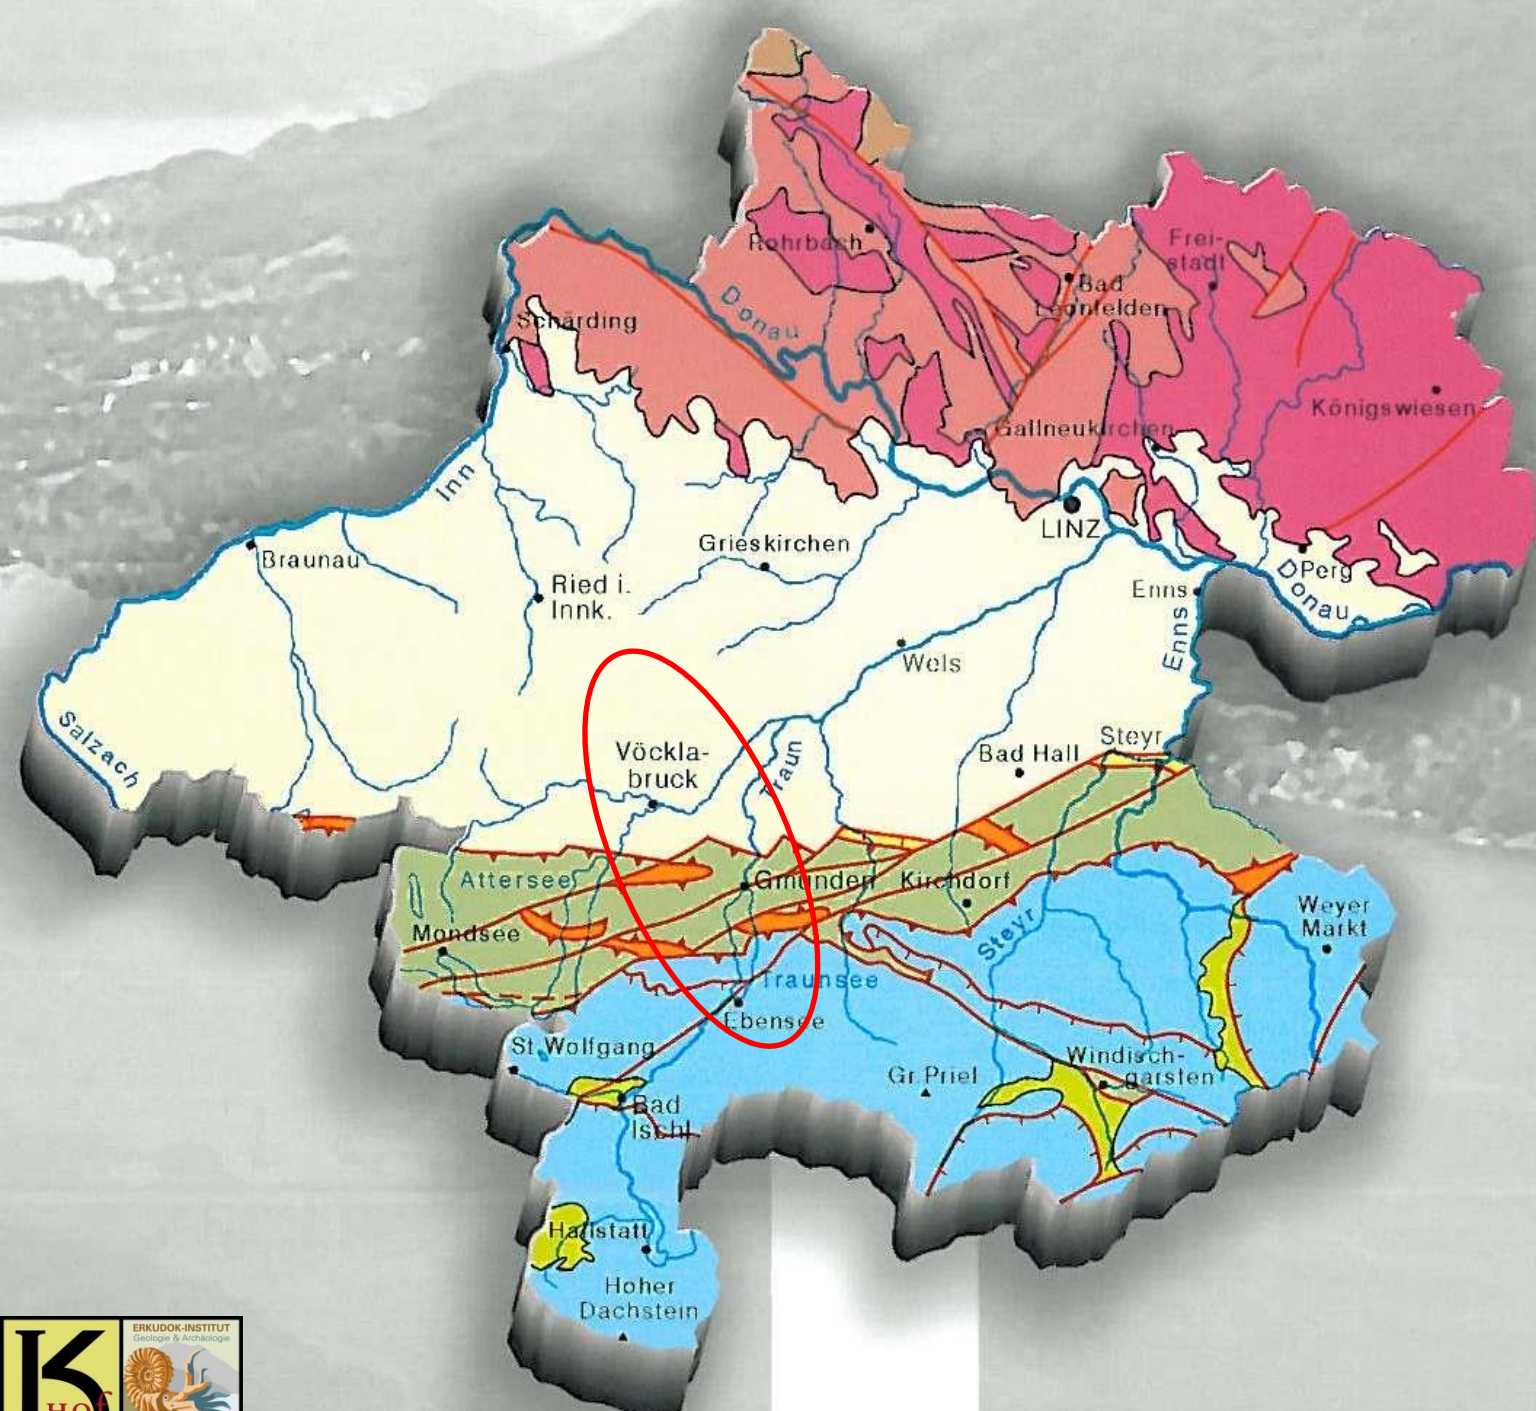 Rohrbach
Frei-
stadt
Bad
Leonfelden
Donau
Schärding
Königswiesen
Gallneukirchen
Inn
LINZ
Grieskirchen
Braunau
Ried i.
Innk.
Perg
Donau
Enns
Enns
Wels
Salzach
Vöckla-
bruck
Traun
Bad Hall
Steyr
Attersee
Gmunden
Kirchdorf
Mondsee
Steyr
Weyer
Markt
Traunsee
Ebensee
St.Wolfgang
Gr.Priel
Windisch-
garsten
Bad
Ischl
Hallstatt
Hoher
Dachstein
K
HOf
ERKUDOK-INSTITUT
Geologie & Archäologie